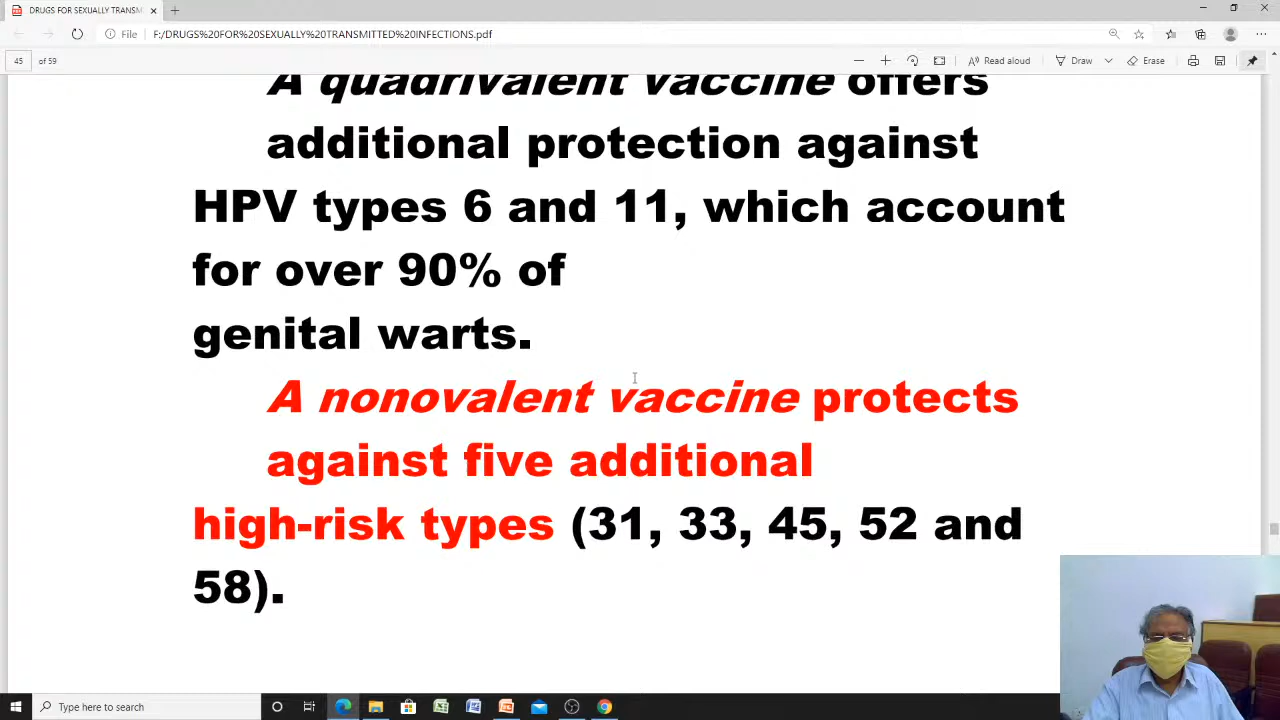 DRUGS FOR SEXUALLY TRANSM
File F:/DRUGS%20FOR%20SEXUALLY%20TRANSMITTED%20INFECTIONS.pdf
45 of 59 Read aloud Draw Erase
A quadrivalent vaccine offers
additional protection against
HPV types 6 and 11, which account
for over 90% of
genital warts.
A nonovalent vaccine protects
against five additional
high-risk types (31, 33, 45, 52 and
58).
Type here to search